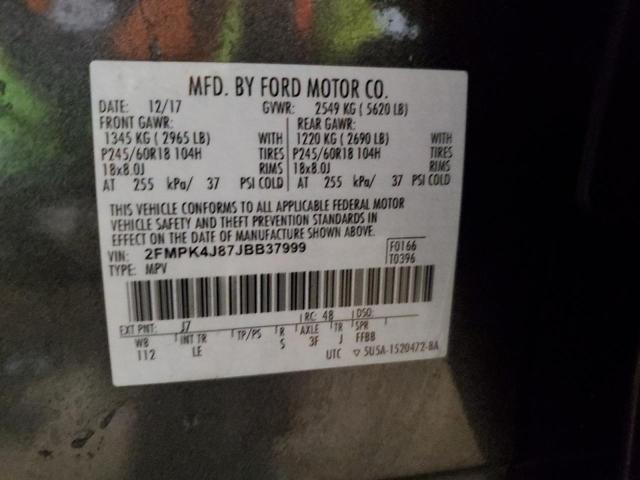 MFD. BY FORD MOTOR CO.
DATE: 12/17 GVWR: 2549 KG ( 5620 LB)
FRONT GAWR: REAR GAWR:
1345 KG ( 2965 LB) WITH 1220 KG ( 2690 LB) WITH
P245/60R18 104H TIRES P245/60R18 104H TIRES
18x8.0J RIMS 18x8.0J RIMS
AT 255 kPa/ 37 PSI COLD AT 255 kPa/ 37 PSI COLD
THIS VEHICLE CONFORMS TO ALL APPLICABLE FEDERAL MOTOR
VEHICLE SAFETY AND THEFT PREVENTION STANDARDS IN
EFFECT ON THE DATE OF MANUFACTURE SHOWN ABOVE.
VIN: 2FMPK4J87JBB37999 F0166
TYPE: MPV T0396
EXT PNT: J7 RC: 48 DSO:
WB INT TR TP/PS R AXLE TR SPR
112 LE S 3F J FFBB
UTC ▽ 5U5A-1520472-BA